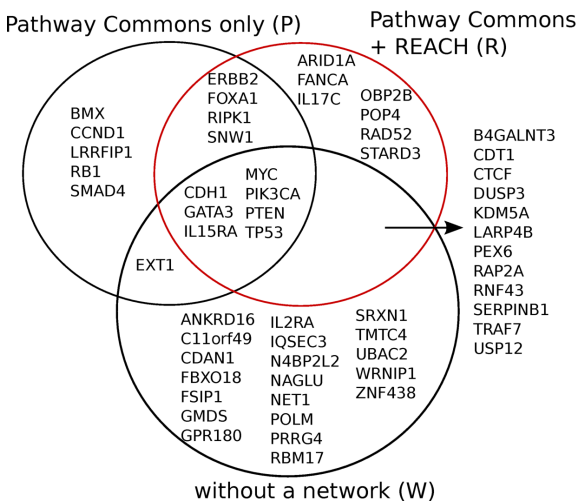 Pathway Commons only (P)
Pathway Commons
+ REACH (R)
ARID1A
FANCA
IL17C
ERBB2
FOXA1
RIPK1
SNW1
OBP2B
POP4
RAD52
STARD3
BMX
CCND1
LRRFIP1
RB1
SMAD4
B4GALNT3
CDT1
CTCF
DUSP3
KDM5A
LARP4B
PEX6
RAP2A
RNF43
SERPINB1
TRAF7
USP12
CDH1
GATA3
IL15RA
MYC
PIK3CA
PTEN
TP53
EXT1
ANKRD16
C11orf49
CDAN1
FBXO18
FSIP1
GMDS
GPR180
IL2RA
IQSEC3
N4BP2L2
NAGLU
NET1
POLM
PRRG4
RBM17
SRXN1
TMTC4
UBAC2
WRNIP1
ZNF438
without a network (W)